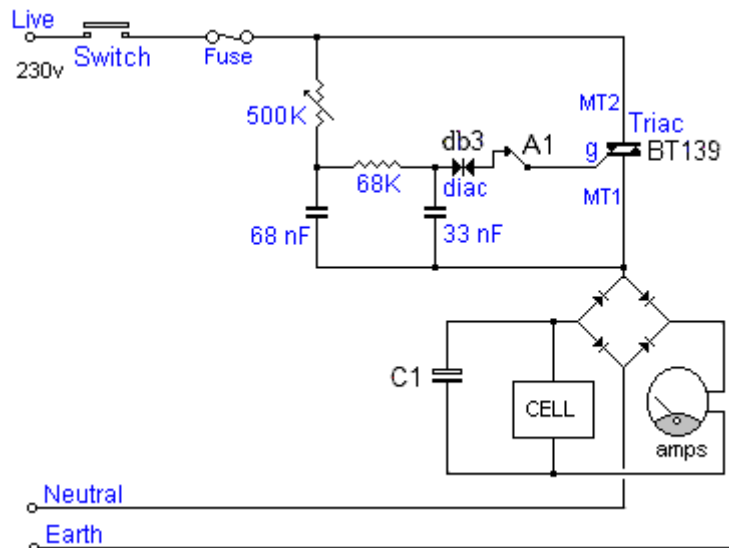 Live
230v
Switch
Fuse
500K
MT2
Triac
BT139
g
MT1
db3
diac
A1
68K
68 nF
33 nF
C1
CELL
amps
Neutral
Earth